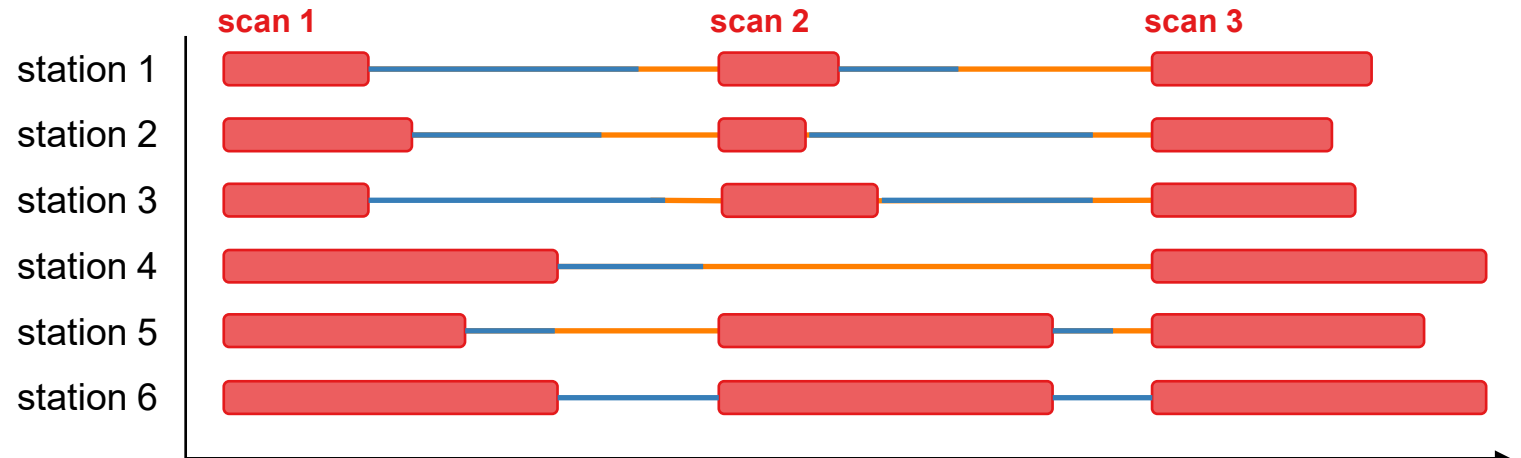 scan 1 scan 2 scan 3
station 1
station 2
station 3
station 4
station 5
station 6